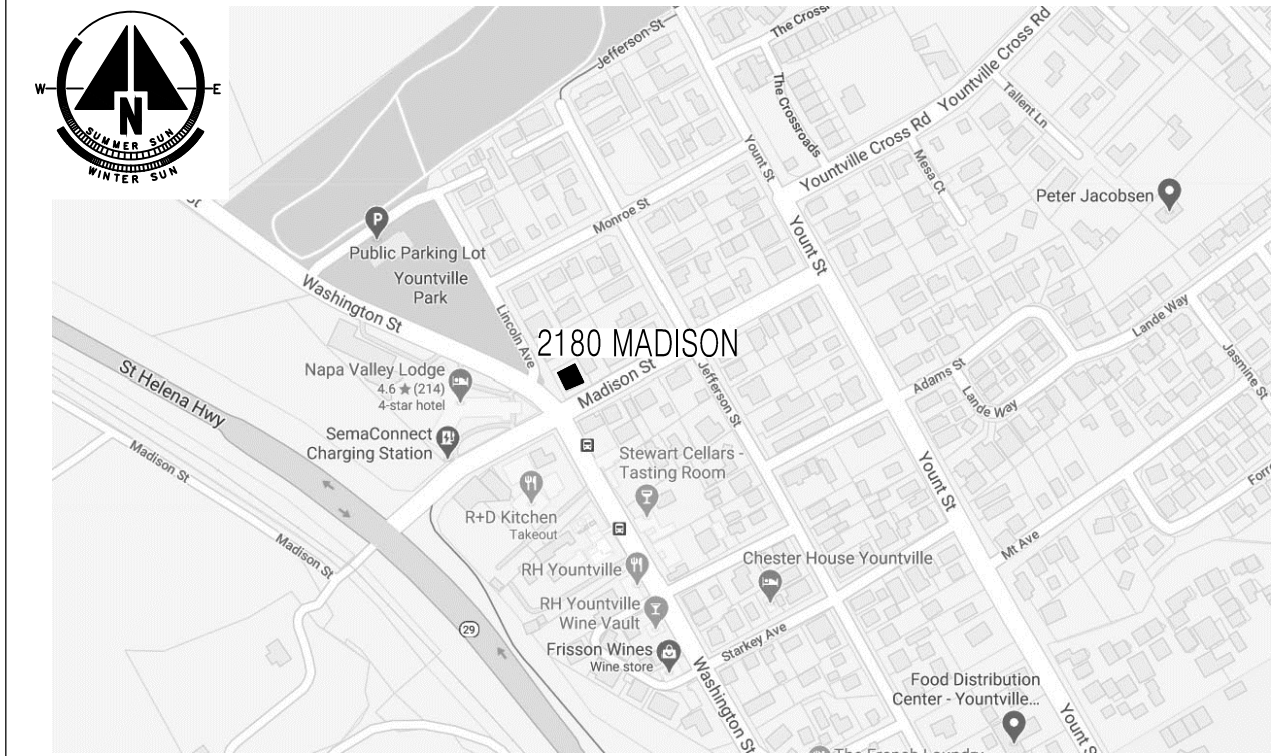 W
E
N
SUMMER SUN
WINTER SUN
Jefferson St
The Crossroads
Yountville Cross Rd
Yountville Cross Rd
Tallent Ln
Mesa Ct
Yount St
Peter Jacobsen
St
P
Public Parking Lot
Monroe St
Yountville
Park
Yount St
Washington St
Lincoln Ave
Lande Way
2180 MADISON
Madison St
Jefferson St
Jasmine St
Napa Valley Lodge
4.6 ★ (214)
4-star hotel
St Helena Hwy
Adams St
Lande Way
SemaConnect
Charging Station
Madison St
Stewart Cellars -
Tasting Room
Yount St
R+D Kitchen
Takeout
Mt Ave
Madison St
RH Yountville
Chester House Yountville
RH Yountville
Wine Vault
29
Starkey Ave
Frisson Wines
Wine store
Washington St
Food Distribution
Center - Yountville...
Yount S
The French Laundry